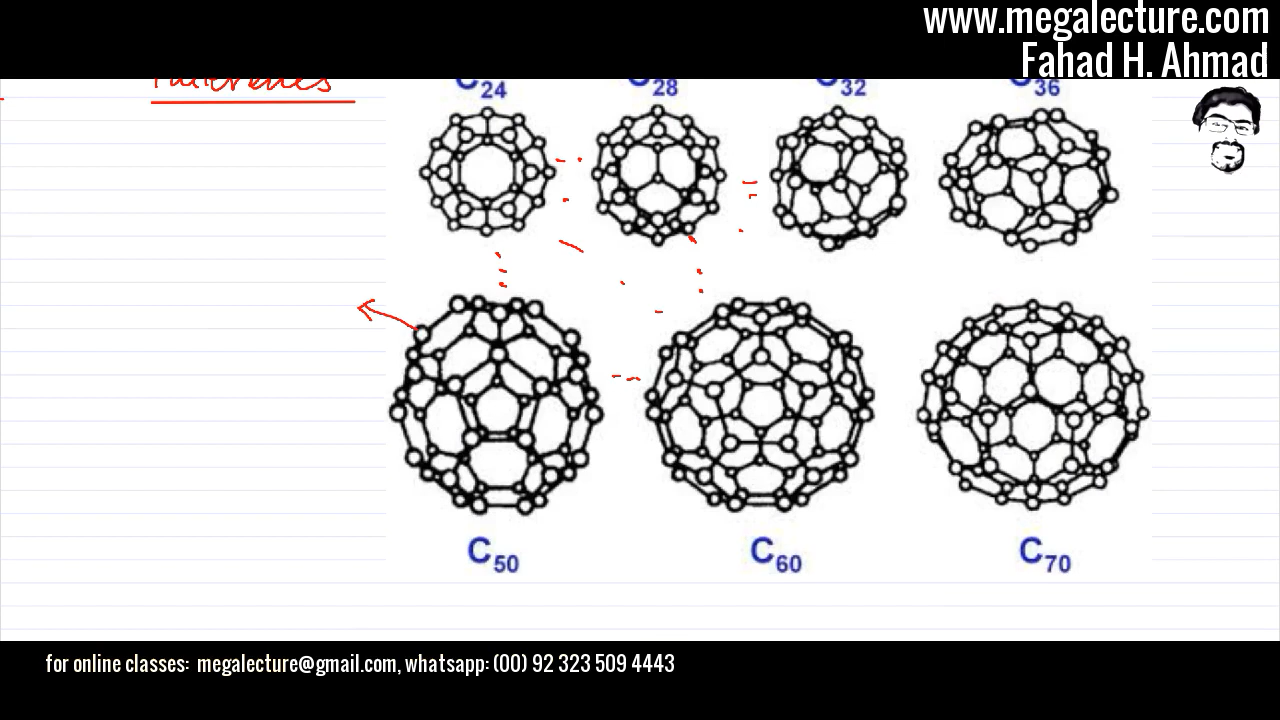 www.megalecture.com
Fahad H. Ahmad
Fullerenes
C24 C28 C32 C36
C50 C60 C70
for online classes: megalecture@gmail.com, whatsapp: (00) 92 323 509 4443